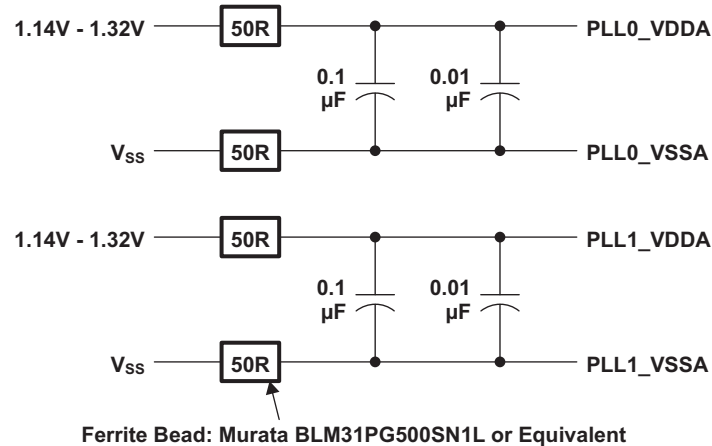 1.14V - 1.32V 50R PLL0_VDDA
0.1 µF 0.01 µF
VSS 50R PLL0_VSSA
1.14V - 1.32V 50R PLL1_VDDA
0.1 µF 0.01 µF
VSS 50R PLL1_VSSA
Ferrite Bead: Murata BLM31PG500SN1L or Equivalent